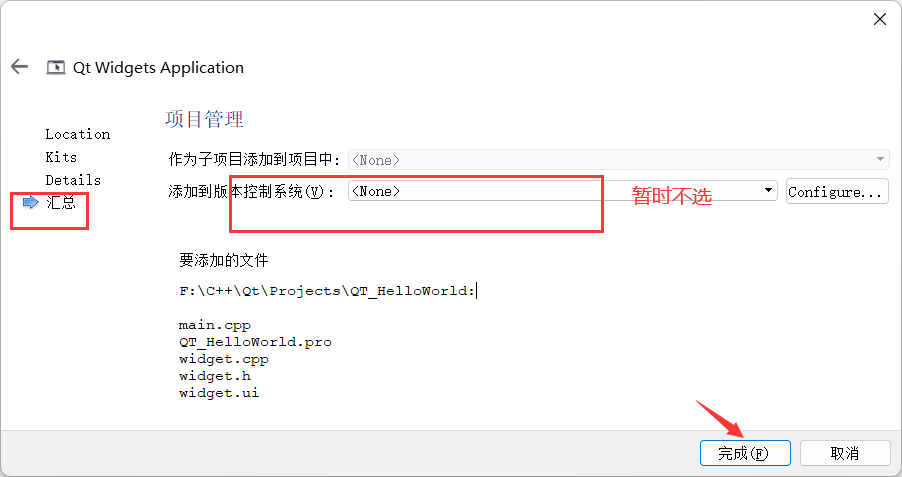 Qt Widgets Application
项目管理
Location
Kits
Details
汇总
作为子项目添加到项目中：
<None>
添加到版本控制系统(V)：
<None>
暂时不选
Configure...
要添加的文件
F:\C++\Qt\Projects\QT_HelloWorld:
main.cpp
QT_HelloWorld.pro
widget.cpp
widget.h
widget.ui
完成(F)
取消